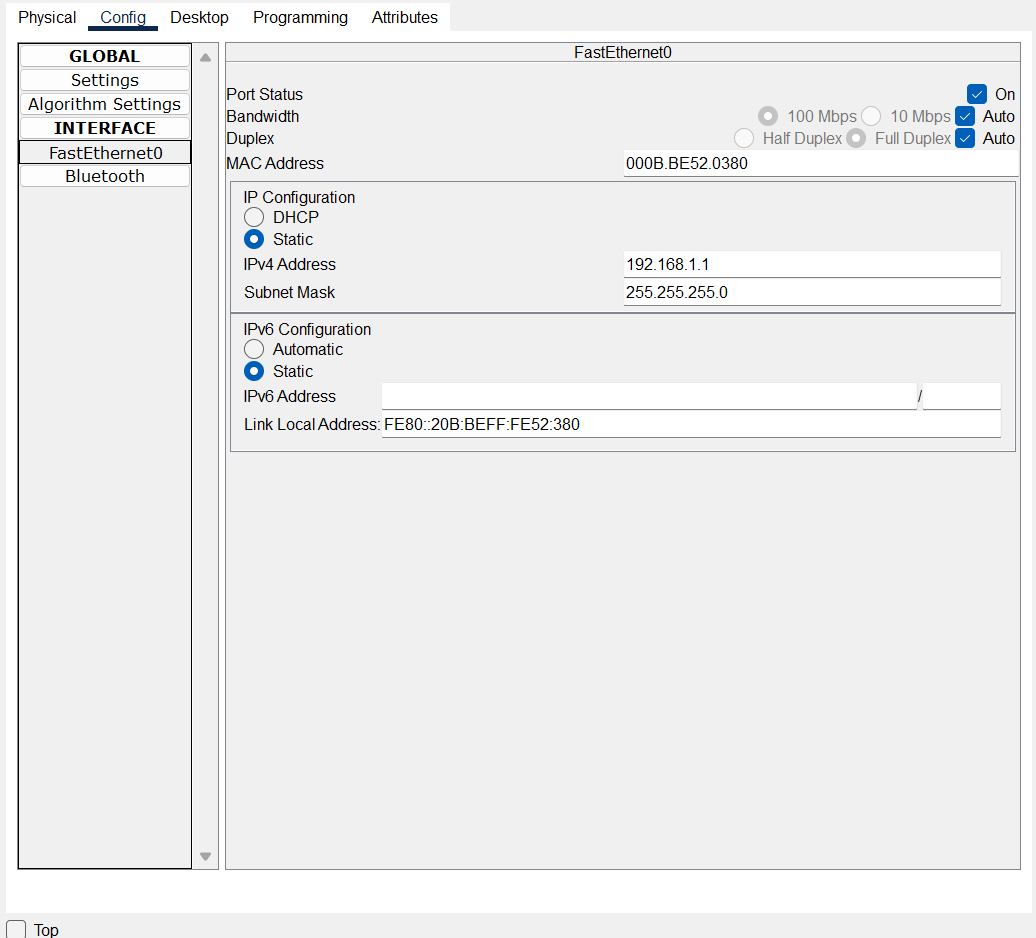 Physical Config Desktop Programming Attributes
GLOBAL
Settings
Algorithm Settings
INTERFACE
FastEthernet0
Bluetooth
FastEthernet0
Port Status On
Bandwidth 100 Mbps 10 Mbps Auto
Duplex Half Duplex Full Duplex Auto
MAC Address 000B.BE52.0380
IP Configuration
DHCP
Static
IPv4 Address 192.168.1.1
Subnet Mask 255.255.255.0
IPv6 Configuration
Automatic
Static
IPv6 Address /
Link Local Address: FE80::20B:BEFF:FE52:380
Top